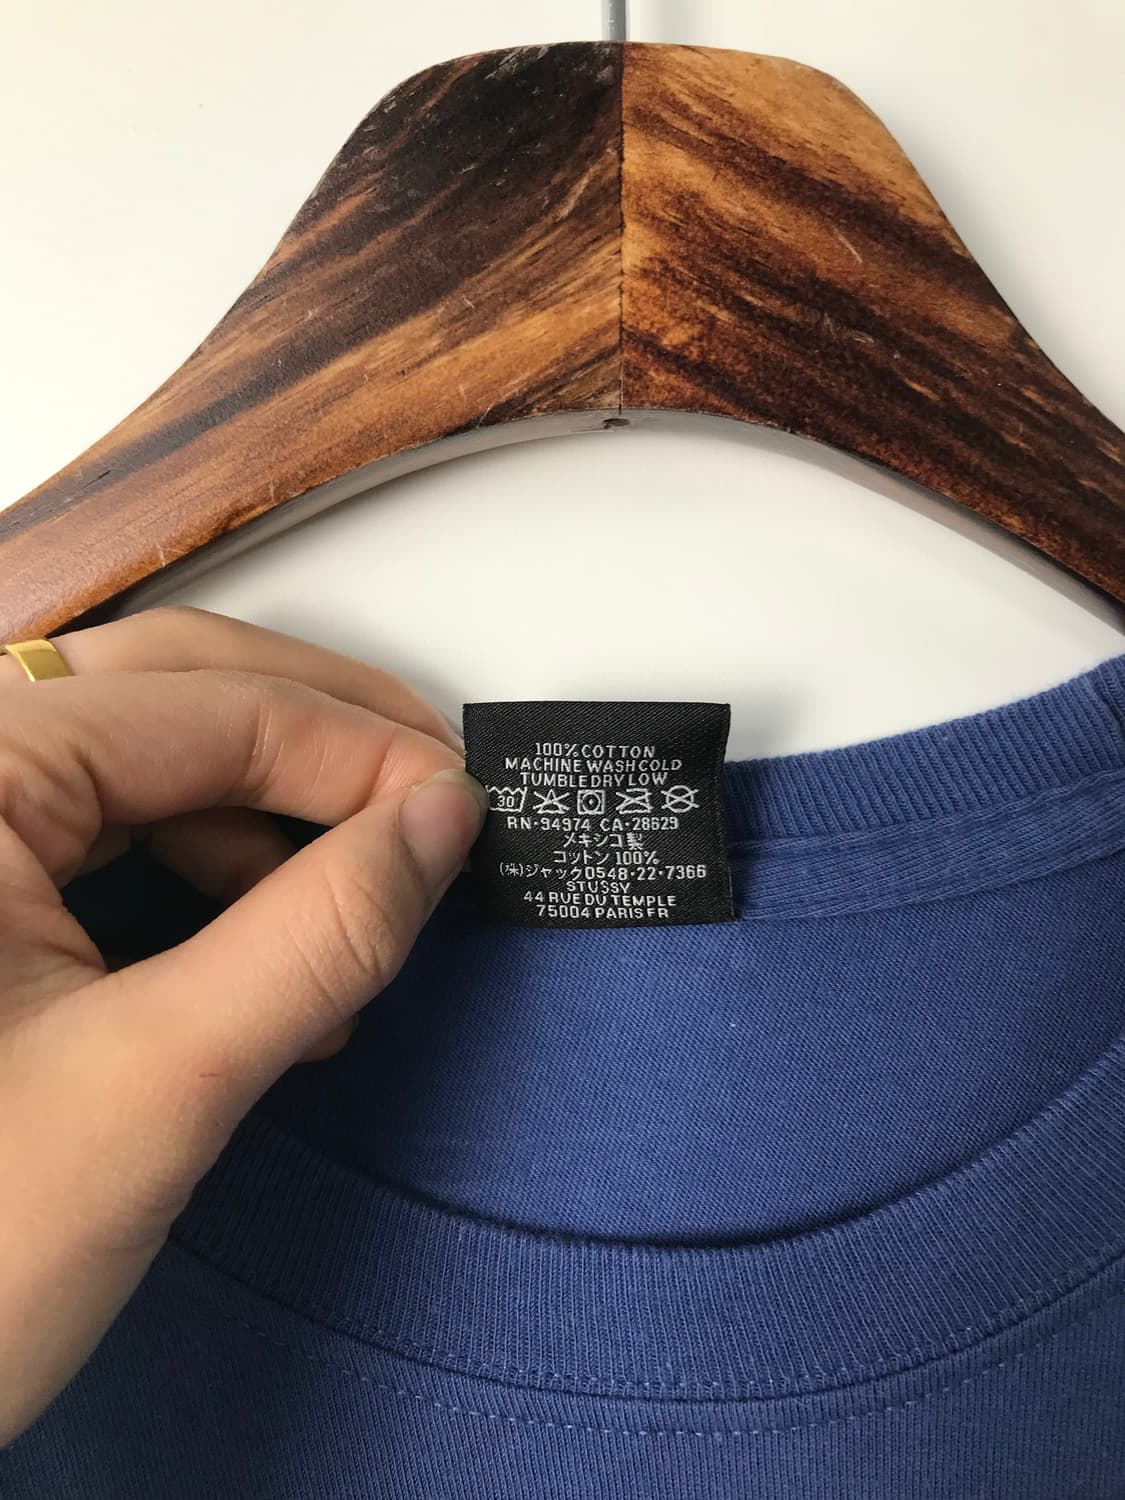 100% COTTON
MACHINE WASH COLD
TUMBLE DRY LOW
30
RN·94974 CA·28629
メキシコ製
コットン 100%
(株)ジャック0548·22·7366
STUSSY
44 RUE DU TEMPLE
75004 PARIS FR